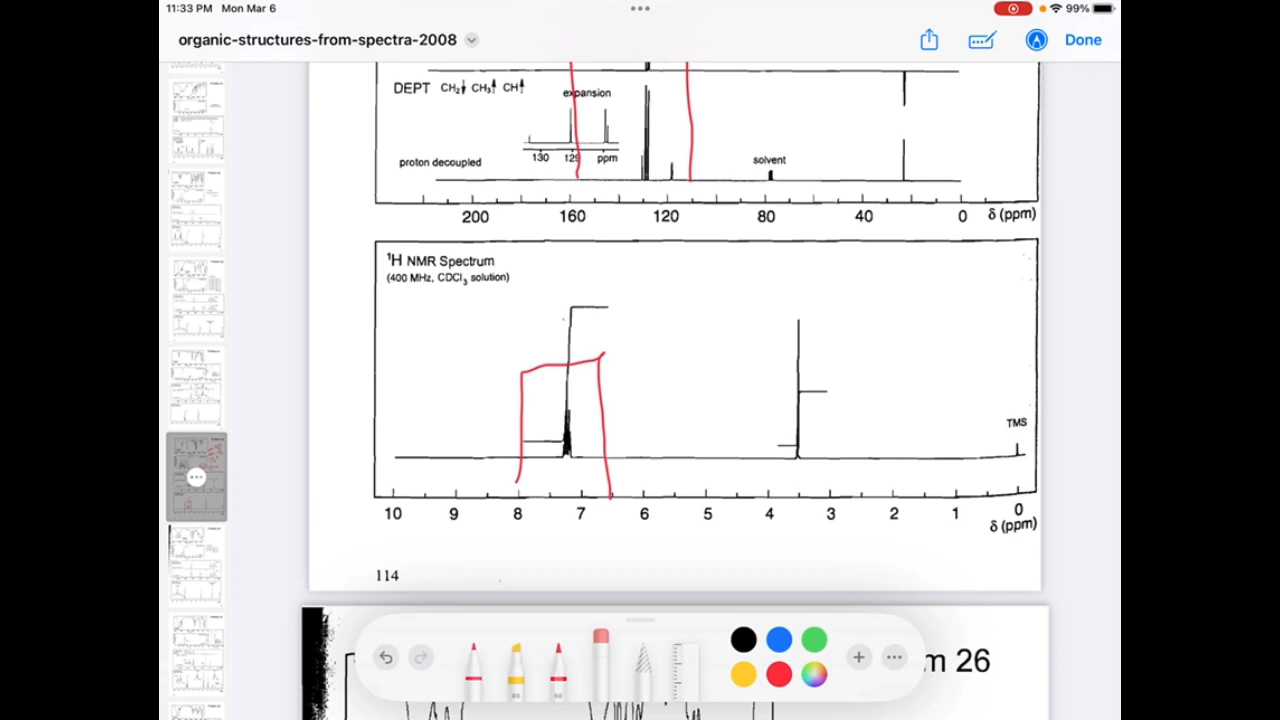 11:33 PM Mon Mar 6
99%
organic-structures-from-spectra-2008
Done
DEPT CH₂ CH₃ CH
expansion
130 129 ppm
proton decoupled
solvent
200 160 120 80 40 0 δ (ppm)
¹H NMR Spectrum
(400 MHz, CDCl₃ solution)
TMS
10 9 8 7 6 5 4 3 2 1 0
δ (ppm)
114
m 26